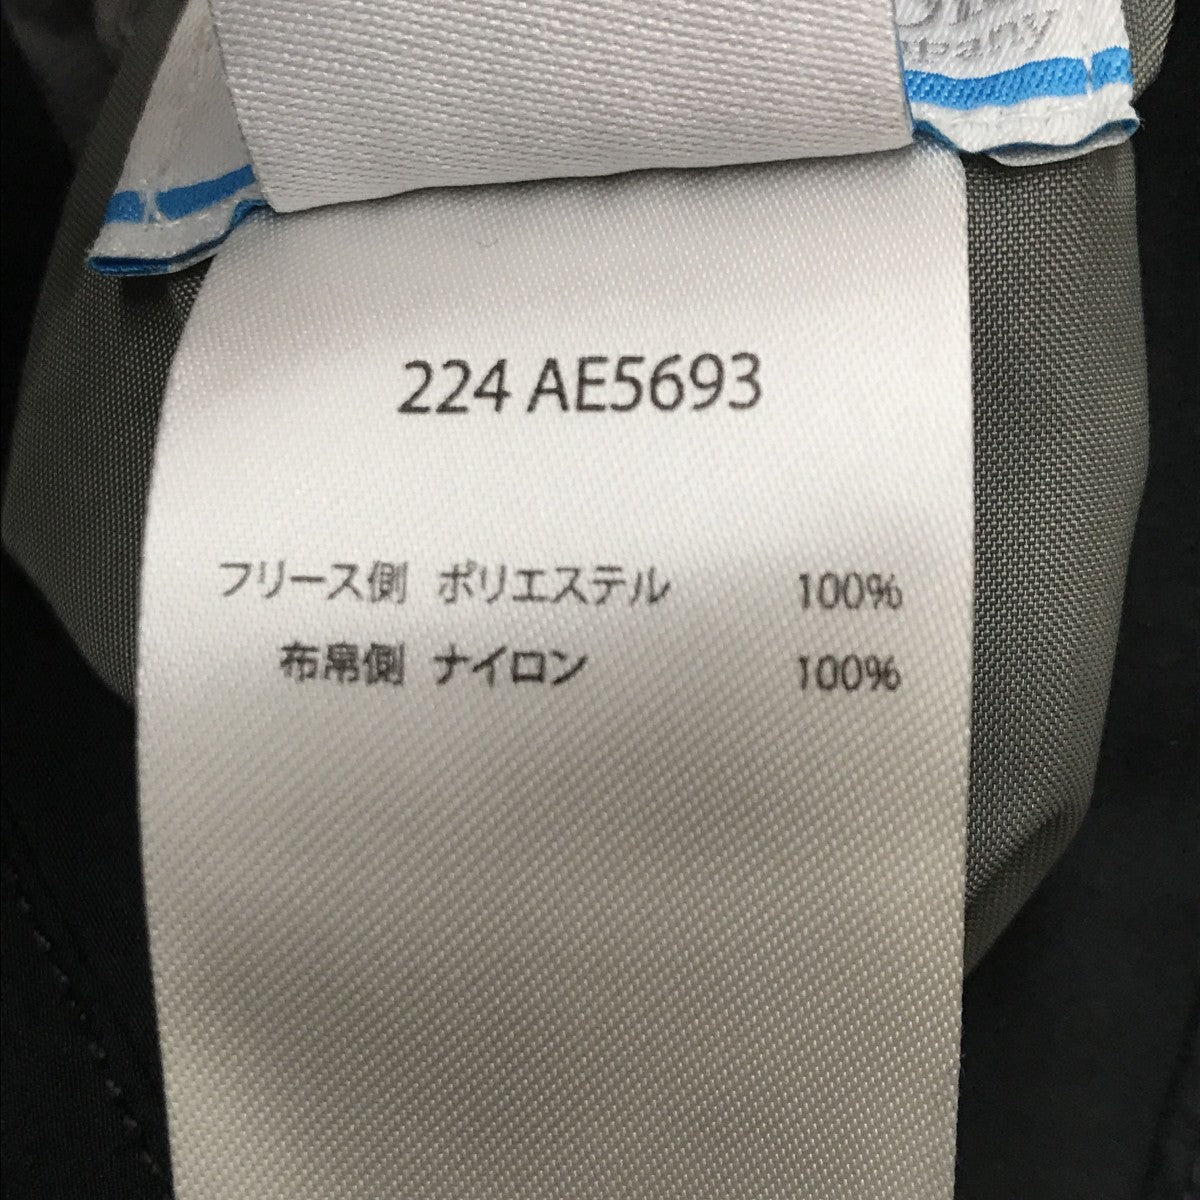 224 AE5693
フリース側 ポリエステル 100%
布帛側 ナイロン 100%